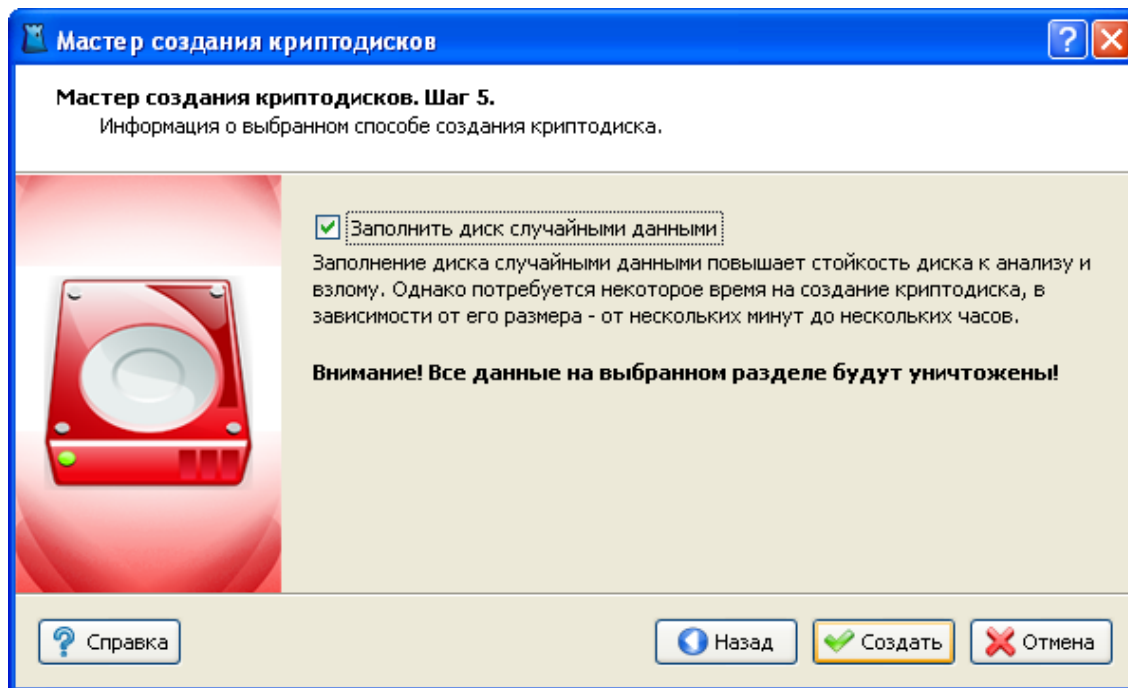 Мастер создания криптодисков
Мастер создания криптодисков. Шаг 5.
Информация о выбранном способе создания криптодиска.
Заполнить диск случайными данными
Заполнение диска случайными данными повышает стойкость диска к анализу и
взлому. Однако потребуется некоторое время на создание криптодиска, в
зависимости от его размера - от нескольких минут до нескольких часов.
Внимание! Все данные на выбранном разделе будут уничтожены!
Справка
Назад
Создать
Отмена